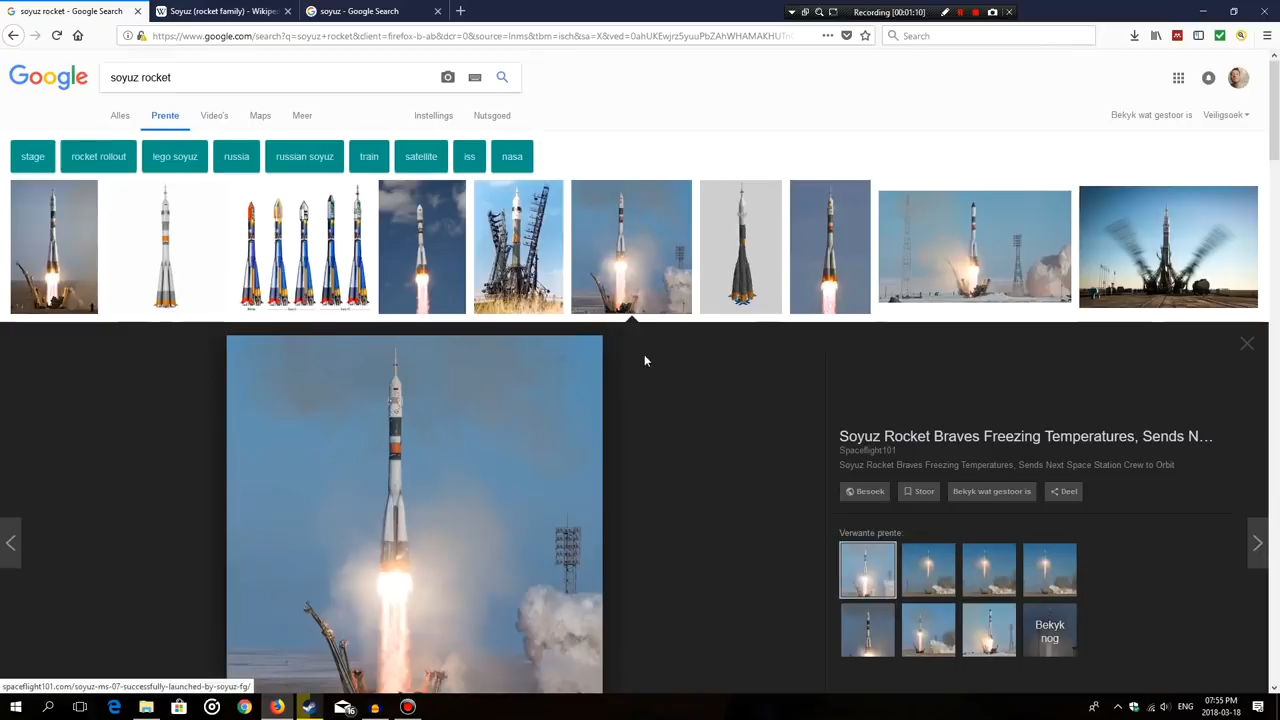 soyuz rocket - Google Search
Soyuz (rocket family) - Wikipe
soyuz - Google Search
Recording [00:01:10]
https://www.google.com/search?q=soyuz+rocket&client=firefox-b-ab&dcr=0&source=lnms&tbm=isch&sa=X&ved=
Search
Google
soyuz rocket
Alles
Prente
Video's
Maps
Meer
Instellings
Nutsgoed
Bekyk wat gestoor is
Veiligsoek
stage
rocket rollout
lego soyuz
russia
russian soyuz
train
satellite
iss
nasa
Soyuz Rocket Braves Freezing Temperatures, Sends N…
Spaceflight101
Soyuz Rocket Braves Freezing Temperatures, Sends Next Space Station Crew to Orbit
Besoek
Stoor
Bekyk wat gestoor is
Deel
Verwante prente:
Bekyk
nog
spaceflight101.com/soyuz-ms-07-successfully-launched-by-soyuz-fg/
16
ENG
07:55 PM
2018-03-18